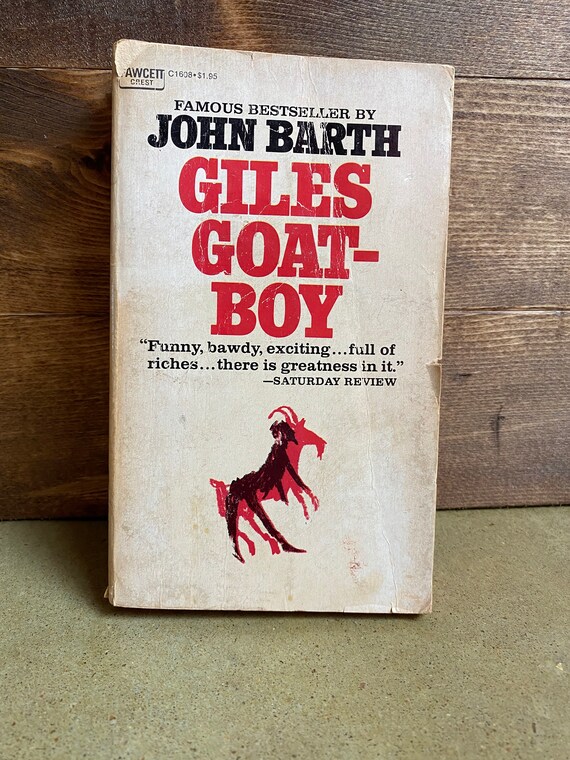 FAWCETT
CREST
C1608•$1.95
FAMOUS BESTSELLER BY
JOHN BARTH
GILES
GOAT-
BOY
“Funny, bawdy, exciting...full of
riches...there is greatness in it.”
—SATURDAY REVIEW